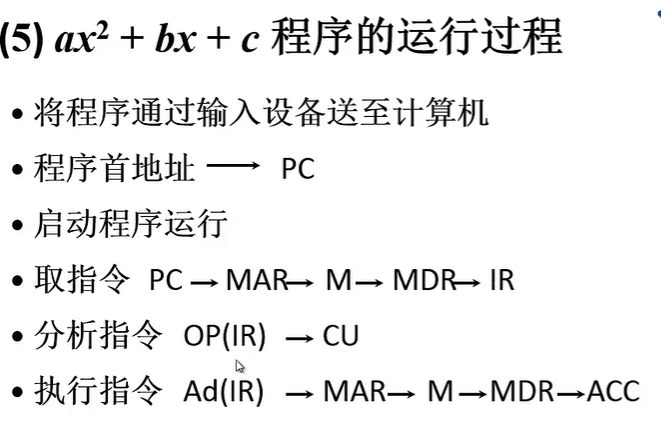 (5) ax² + bx + c 程序的运行过程
• 将程序通过输入设备送至计算机
• 程序首地址 → PC
• 启动程序运行
• 取指令 PC → MAR → M → MDR → IR
• 分析指令 OP(IR) → CU
• 执行指令 Ad(IR) → MAR → M → MDR → ACC